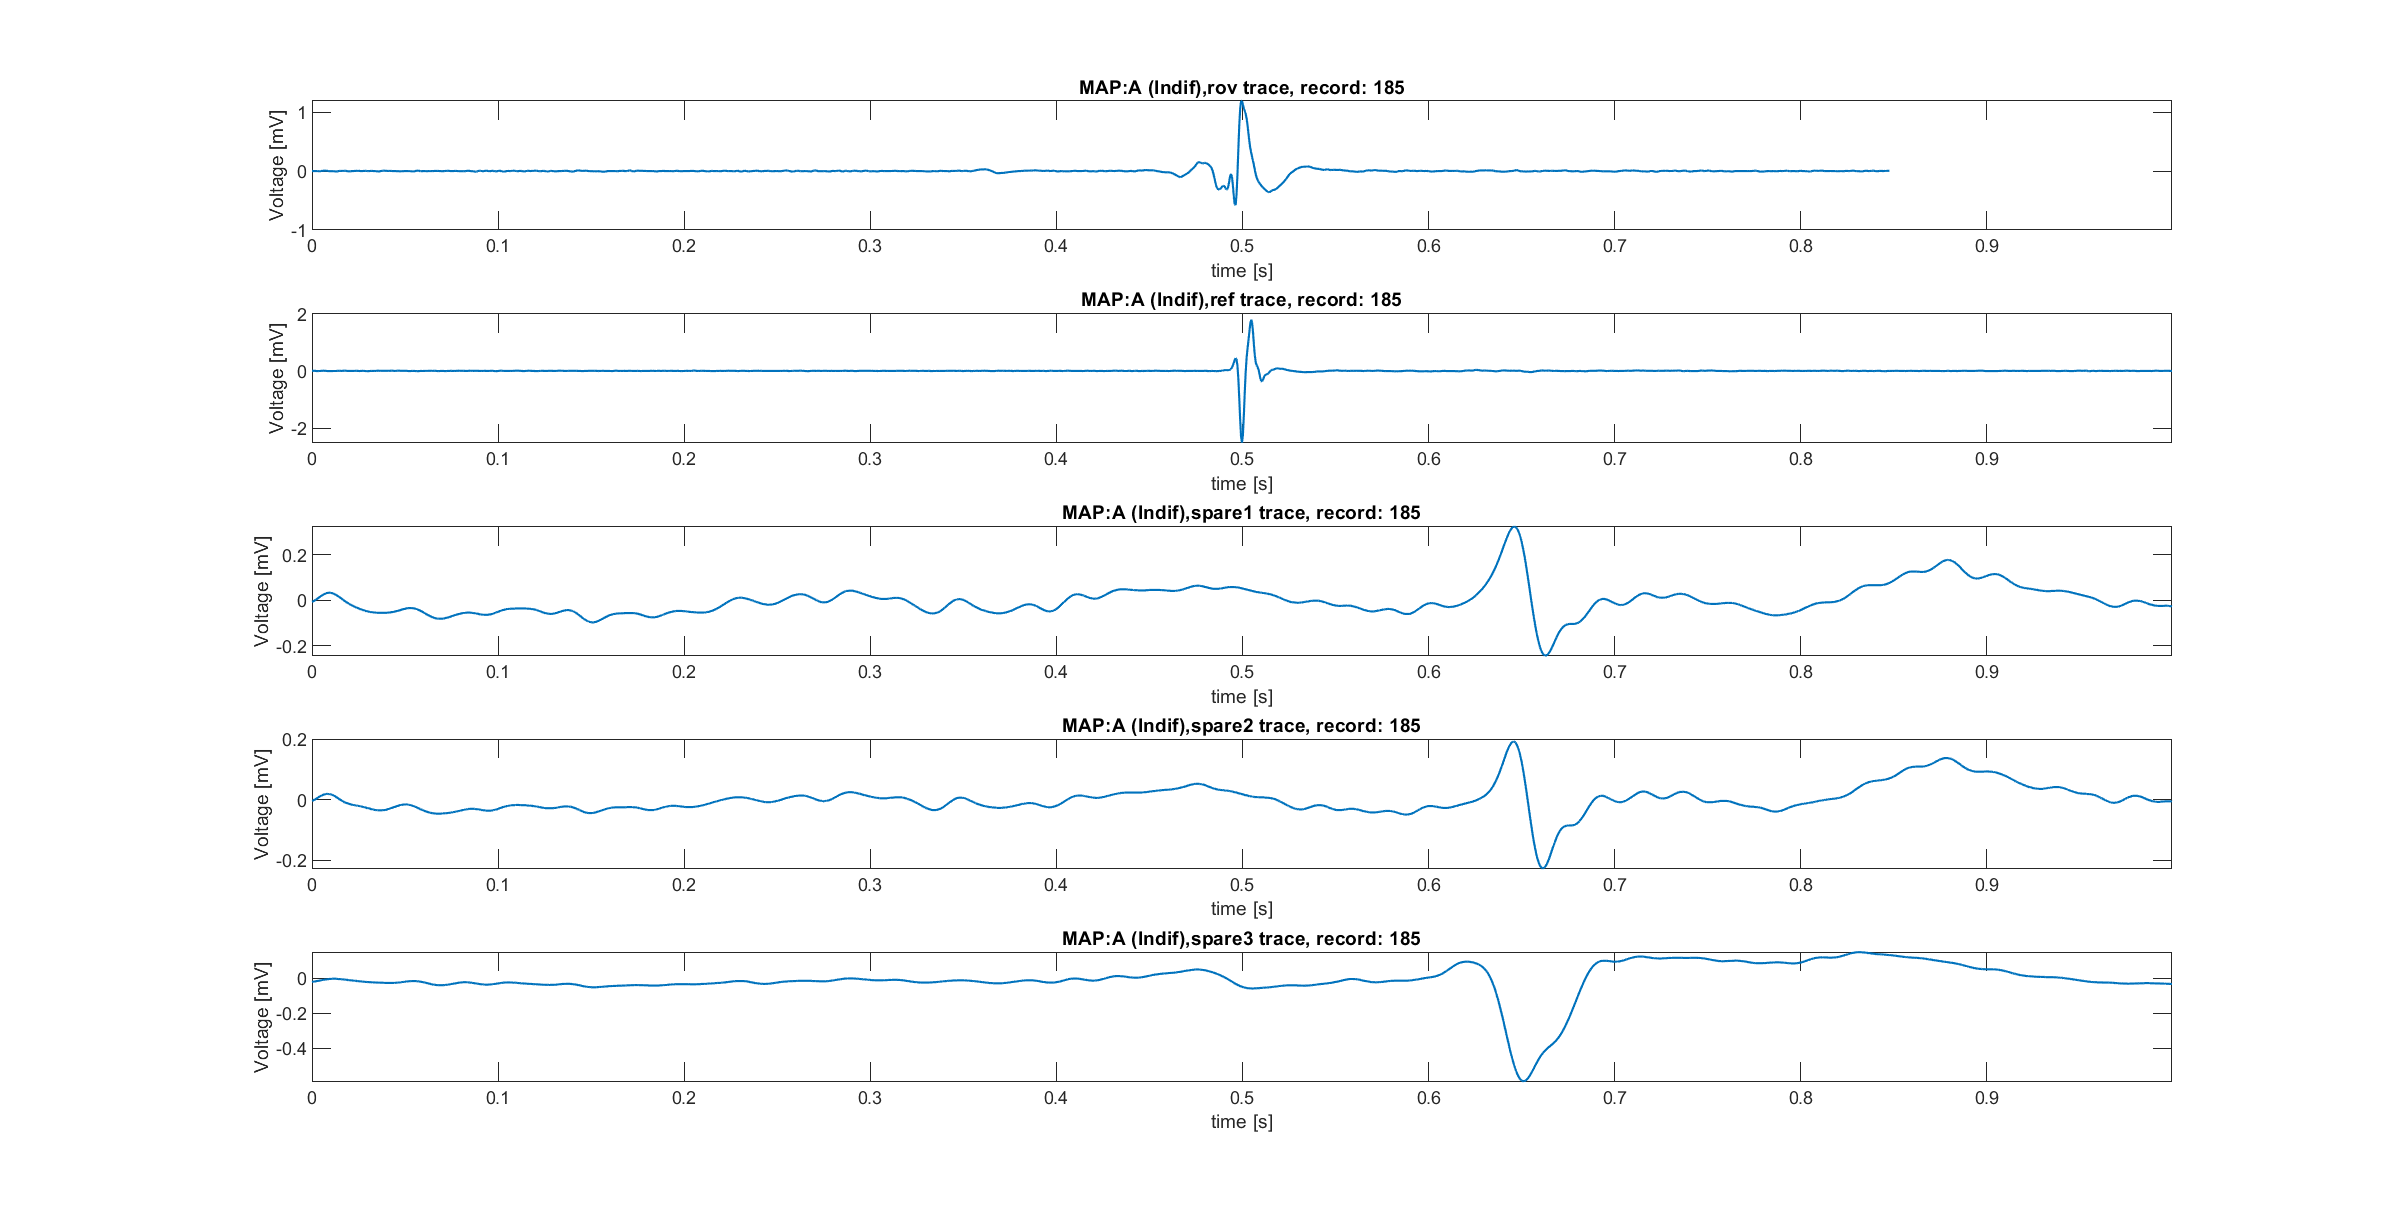 MAP:A (Indif),rov trace, record: 185
Voltage [mV]
1
0
-1
0 0.1 0.2 0.3 0.4 0.5 0.6 0.7 0.8 0.9
time [s]
MAP:A (Indif),ref trace, record: 185
Voltage [mV]
2
0
-2
0 0.1 0.2 0.3 0.4 0.5 0.6 0.7 0.8 0.9
time [s]
MAP:A (Indif),spare1 trace, record: 185
Voltage [mV]
0.2
0
-0.2
0 0.1 0.2 0.3 0.4 0.5 0.6 0.7 0.8 0.9
time [s]
MAP:A (Indif),spare2 trace, record: 185
Voltage [mV]
0.2
0
-0.2
0 0.1 0.2 0.3 0.4 0.5 0.6 0.7 0.8 0.9
time [s]
MAP:A (Indif),spare3 trace, record: 185
Voltage [mV]
0
-0.2
-0.4
0 0.1 0.2 0.3 0.4 0.5 0.6 0.7 0.8 0.9
time [s]